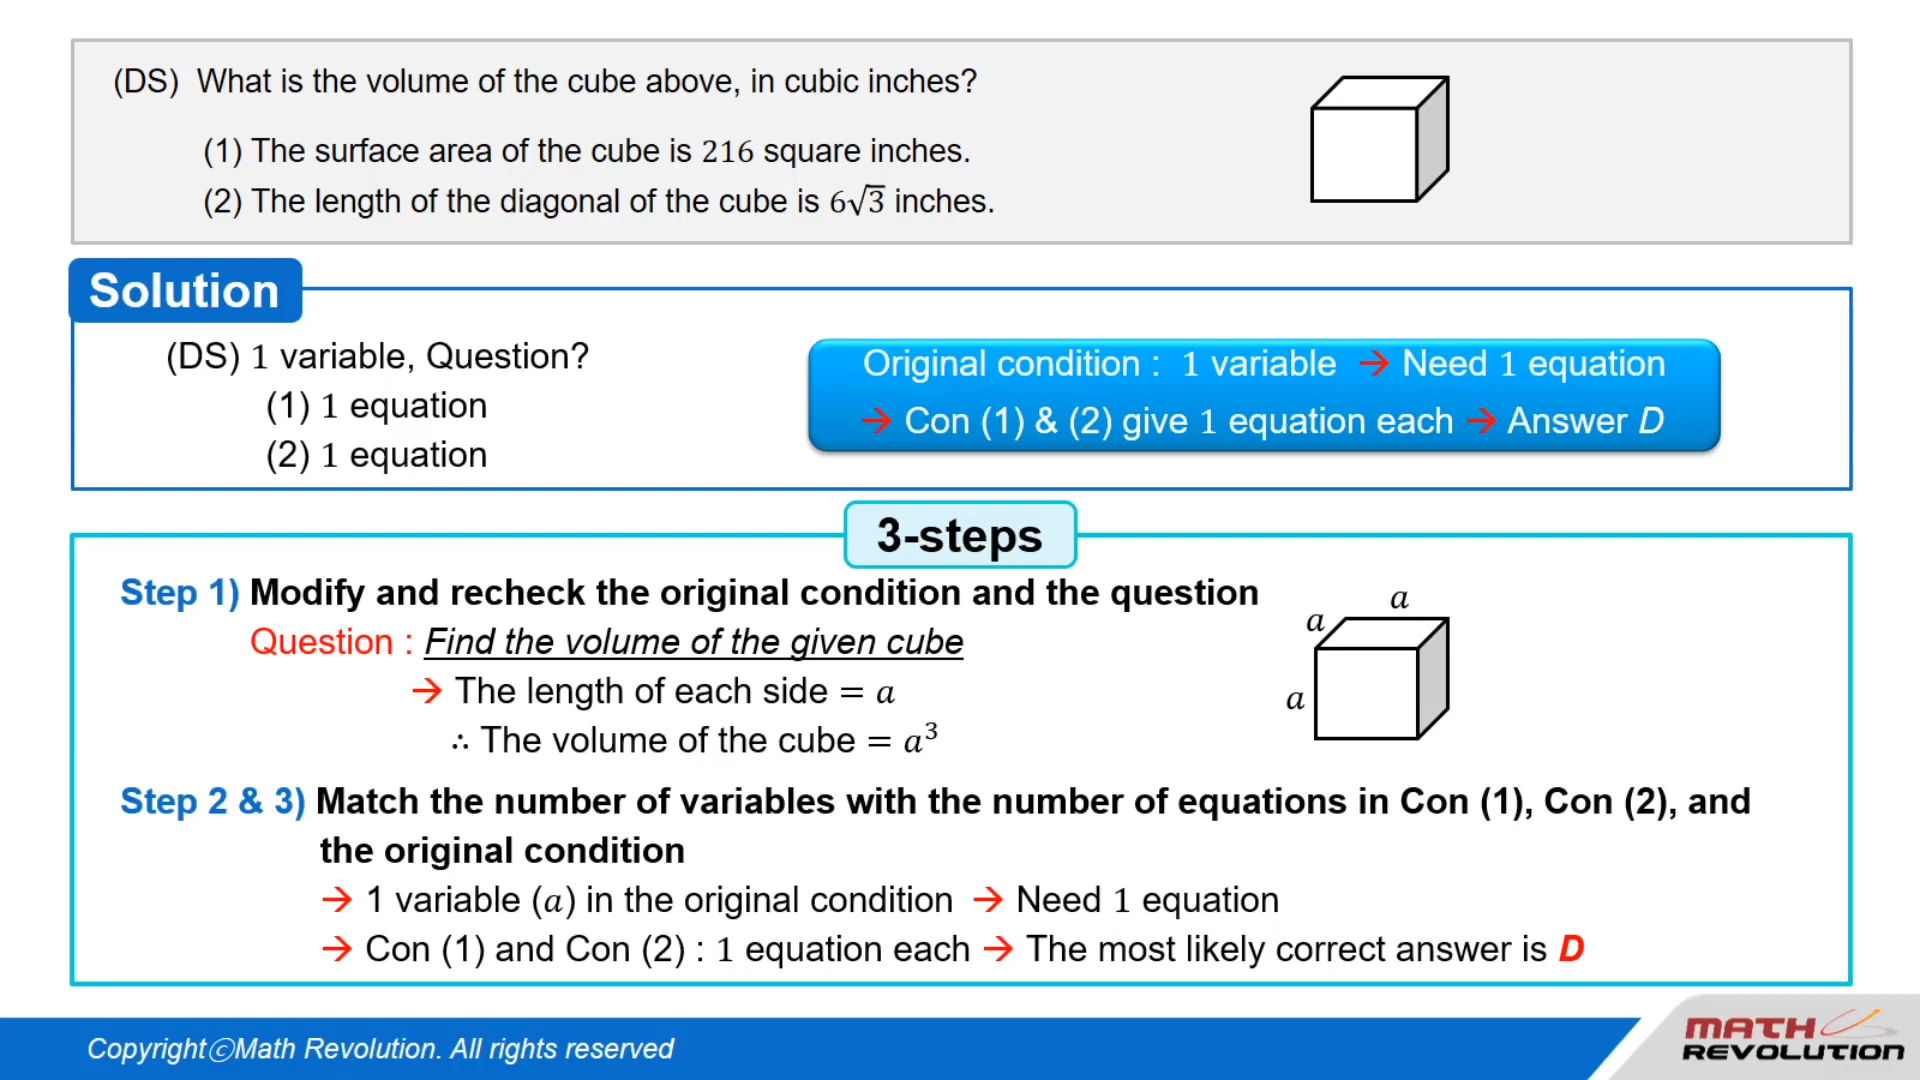 (DS) What is the volume of the cube above, in cubic inches?
(1) The surface area of the cube is 216 square inches.
(2) The length of the diagonal of the cube is 6√3 inches.
Solution
(DS) 1 variable, Question?
(1) 1 equation
(2) 1 equation
Original condition : 1 variable → Need 1 equation
→ Con (1) & (2) give 1 equation each → Answer D
3-steps
Step 1) Modify and recheck the original condition and the question
Question : Find the volume of the given cube
→ The length of each side = a
∴ The volume of the cube = a³
a
a
a
Step 2 & 3) Match the number of variables with the number of equations in Con (1), Con (2), and
the original condition
→ 1 variable (a) in the original condition → Need 1 equation
→ Con (1) and Con (2) : 1 equation each → The most likely correct answer is D
CopyrightⓒMath Revolution. All rights reserved
MATH
REVOLUTION